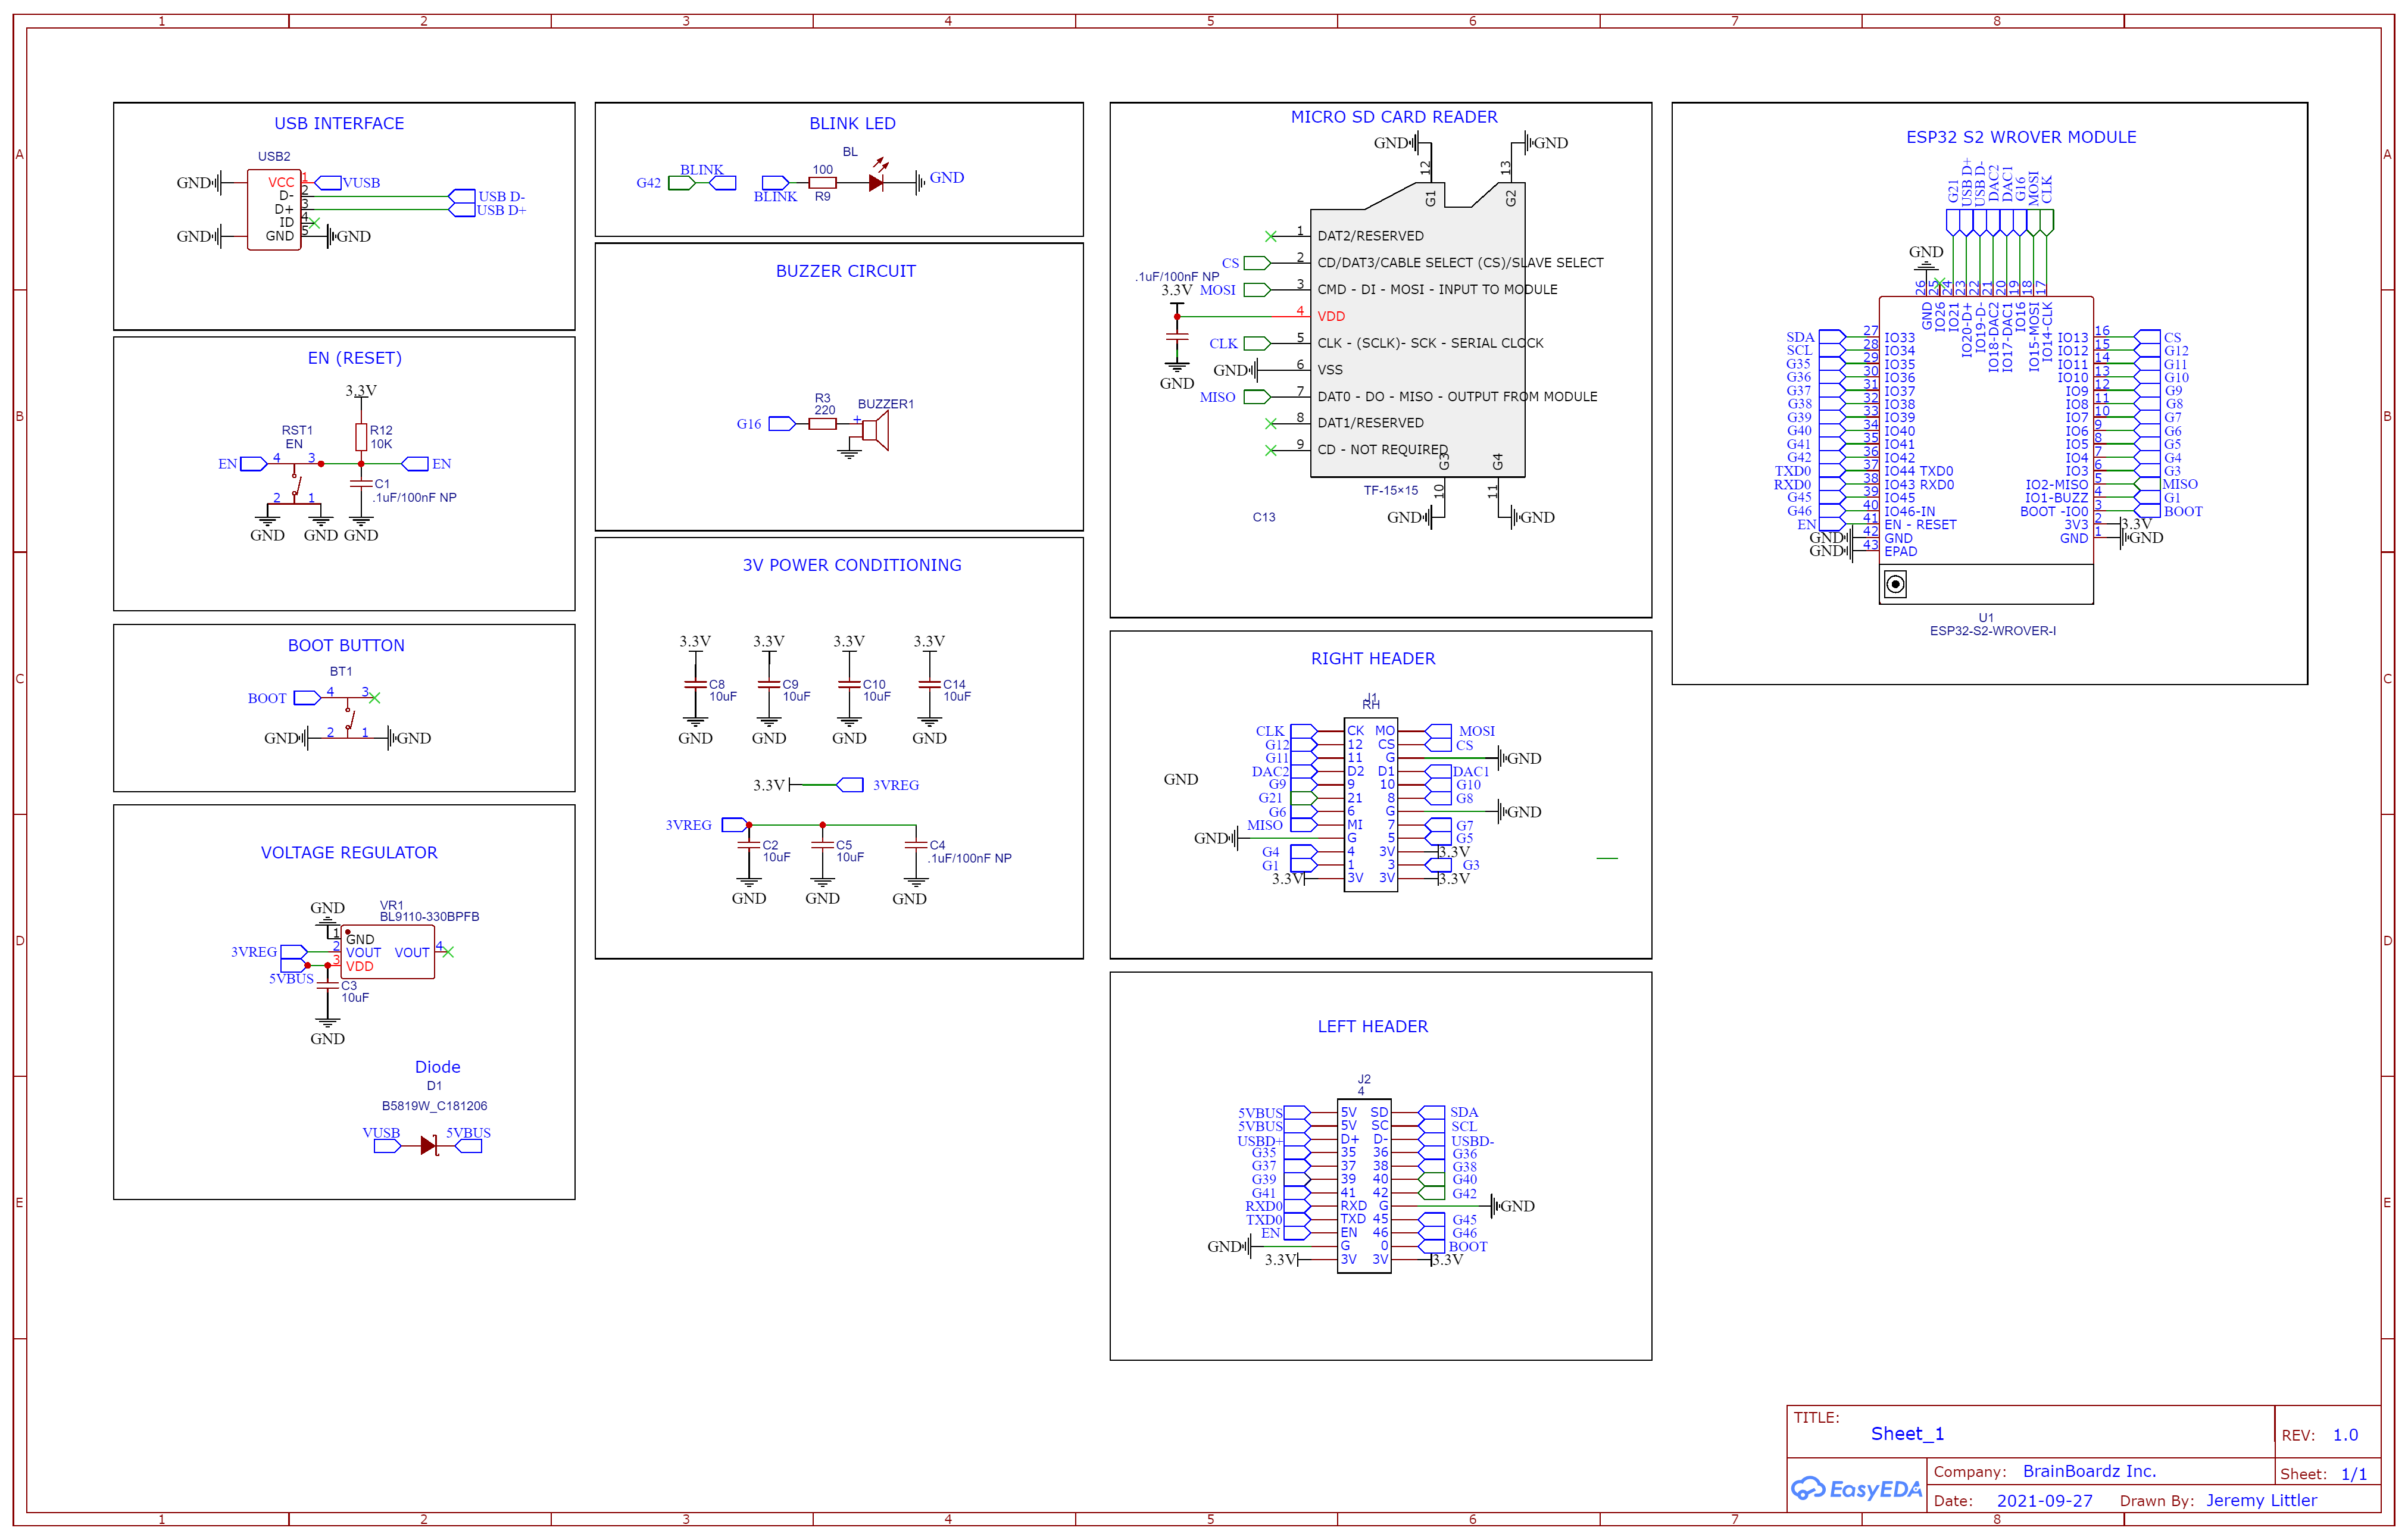 1 2 3 4 5 6 7 8
A
B
C
D
E
USB INTERFACE
USB2
GND
GND
VCC 1 VUSB
D- 2 USB D-
D+ 3 USB D+
ID 4
GND 5 GND
EN (RESET)
3.3V
R12
10K
RST1
EN
EN 4 3 EN
C1
.1uF/100nF NP
2 1
GND GND GND
BOOT BUTTON
BT1
BOOT 4 3
GND 2 1 GND
VOLTAGE REGULATOR
GND
VR1
BL9110-330BPFB
1 GND
3VREG 2 VOUT VOUT 4
3 VDD
5VBUS
C3
10uF
GND
Diode
D1
B5819W_C181206
VUSB 5VBUS
BLINK LED
G42 BLINK
BLINK 100 R9 BL GND
BUZZER CIRCUIT
R3
220
G16 + BUZZER1
3V POWER CONDITIONING
3.3V 3.3V 3.3V 3.3V
C8 C9 C10 C14
10uF 10uF 10uF 10uF
GND GND GND GND
3.3V 3VREG
3VREG
C2 C5 C4
10uF 10uF .1uF/100nF NP
GND GND GND
MICRO SD CARD READER
GND GND
12 13
G1 G2
1 DAT2/RESERVED
CS 2 CD/DAT3/CABLE SELECT (CS)/SLAVE SELECT
.1uF/100nF NP
MOSI 3 CMD - DI - MOSI - INPUT TO MODULE
3.3V
4 VDD
CLK 5 CLK - (SCLK)- SCK - SERIAL CLOCK
GND 6 VSS
GND
MISO 7 DAT0 - DO - MISO - OUTPUT FROM MODULE
8 DAT1/RESERVED
9 CD - NOT REQUIRED
G3 G4
TF-15×15
10 11
C13
GND GND
RIGHT HEADER
J1
RH
CLK CK MO MOSI
G12 12 CS CS
G11 11 G GND
DAC2 D2 D1 DAC1
GND
G9 9 10 G10
G21 21 8 G8
G6 6 G GND
MISO MI 7 G7
GND G 5 G5
G4 4 3V 3.3V
G1 1 3 G3
3.3V 3V 3V 3.3V
LEFT HEADER
J2
4
5VBUS 5V SD SDA
5VBUS 5V SC SCL
USBD+ D+ D- USBD-
G35 35 36 G36
G37 37 38 G38
G39 39 40 G40
G41 41 42 G42
RXD0 RXD G GND
TXD0 TXD 45 G45
EN EN 46 G46
GND G 0 BOOT
3.3V 3V 3V 3.3V
ESP32 S2 WROVER MODULE
G21 USB D+ USB D- DAC2 DAC1 G16 MOSI CLK
GND
26 25 24 23 22 21 20 19 18 17
GND IO26 IO21 IO20-D+ IO19-D- IO18-DAC2 IO17-DAC1 IO16 IO15-MOSI IO14-CLK
SDA 27 IO33 IO13 16 CS
SCL 28 IO34 IO12 15 G12
G35 29 IO35 IO11 14 G11
G36 30 IO36 IO10 13 G10
G37 31 IO37 IO9 12 G9
G38 32 IO38 IO8 11 G8
G39 33 IO39 IO7 10 G7
G40 34 IO40 IO6 9 G6
G41 35 IO41 IO5 8 G5
G42 36 IO42 IO4 7 G4
TXD0 37 IO44 TXD0 IO3 6 G3
RXD0 38 IO43 RXD0 IO2-MISO 5 MISO
G45 39 IO45 IO1-BUZZ 4 G1
G46 40 IO46-IN BOOT -IO0 3 BOOT
EN 41 EN - RESET 3V3 2 3.3V
GND 42 GND GND 1 GND
GND 43 EPAD
U1
ESP32-S2-WROVER-I
TITLE:
Sheet_1
REV: 1.0
EasyEDA
Company: BrainBoardz Inc.
Sheet: 1/1
Date: 2021-09-27 Drawn By: Jeremy Littler
A
B
C
D
E
1 2 3 4 5 6 7 8